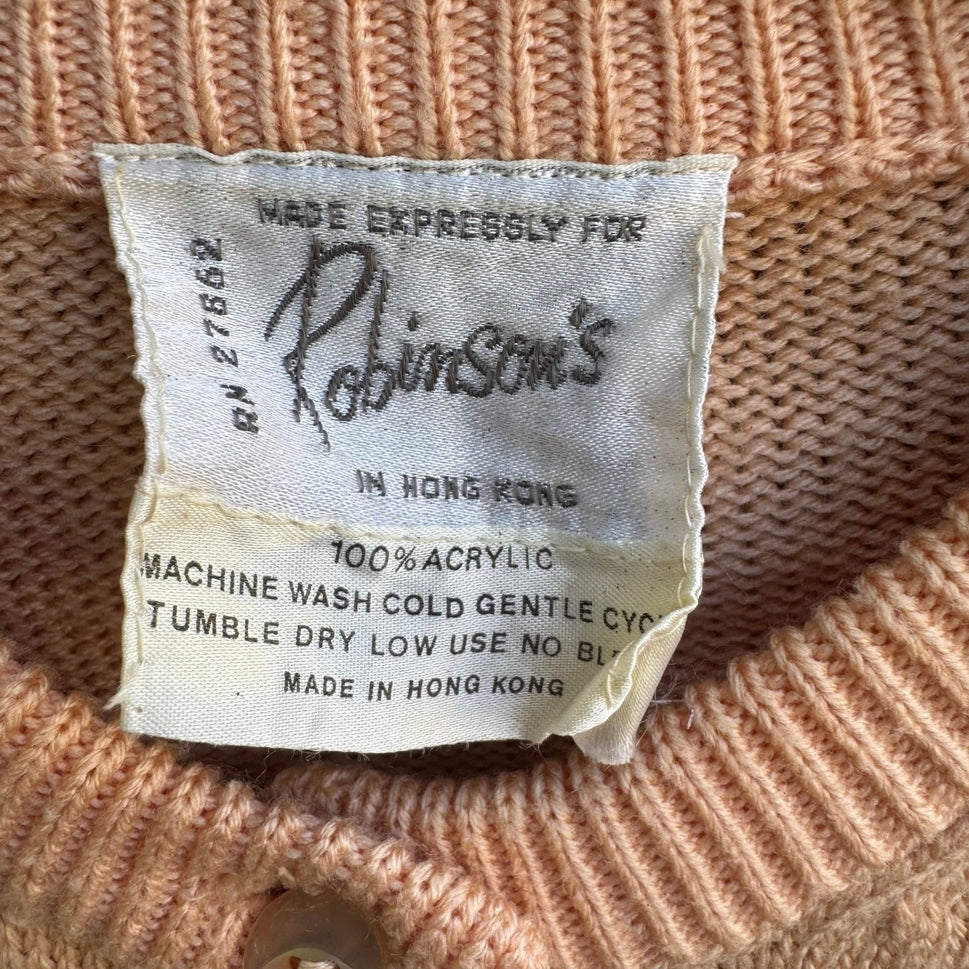 MADE EXPRESSLY FOR
Robinson's
RN 27562
IN HONG KONG
100% ACRYLIC
MACHINE WASH COLD GENTLE
TUMBLE DRY LOW USE NO
MADE IN HONG KONG